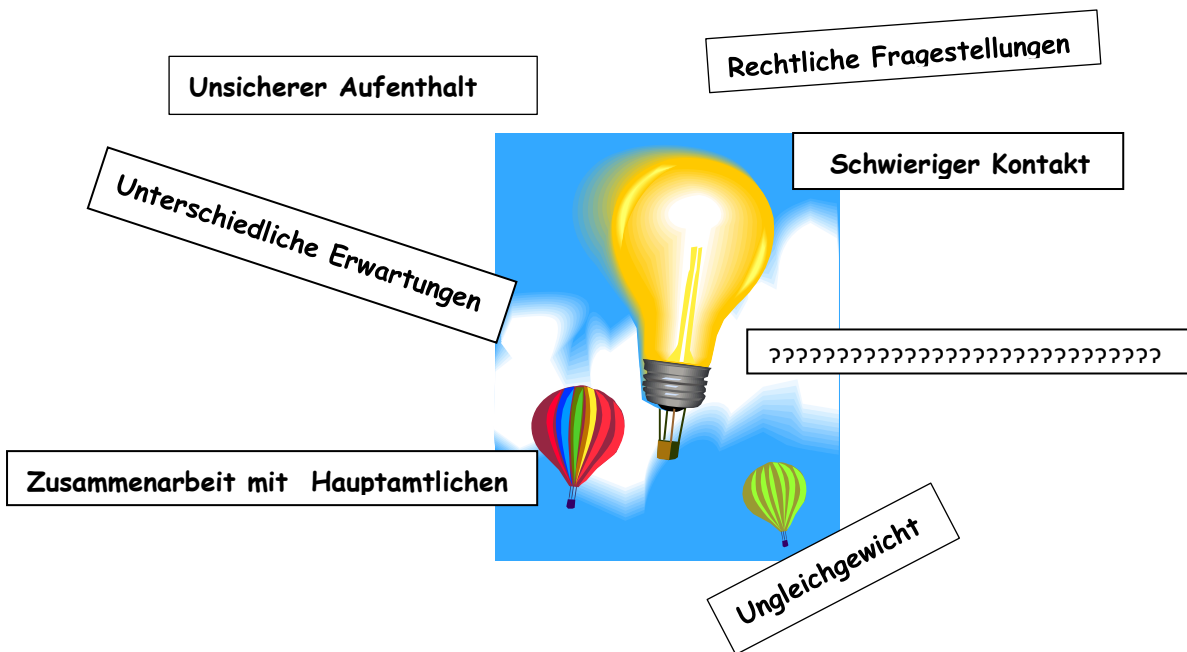 Rechtliche Fragestellungen
Unsicherer Aufenthalt
Schwieriger Kontakt
Unterschiedliche Erwartungen
?????????????????????????????
Zusammenarbeit mit Hauptamtlichen
Ungleichgewicht